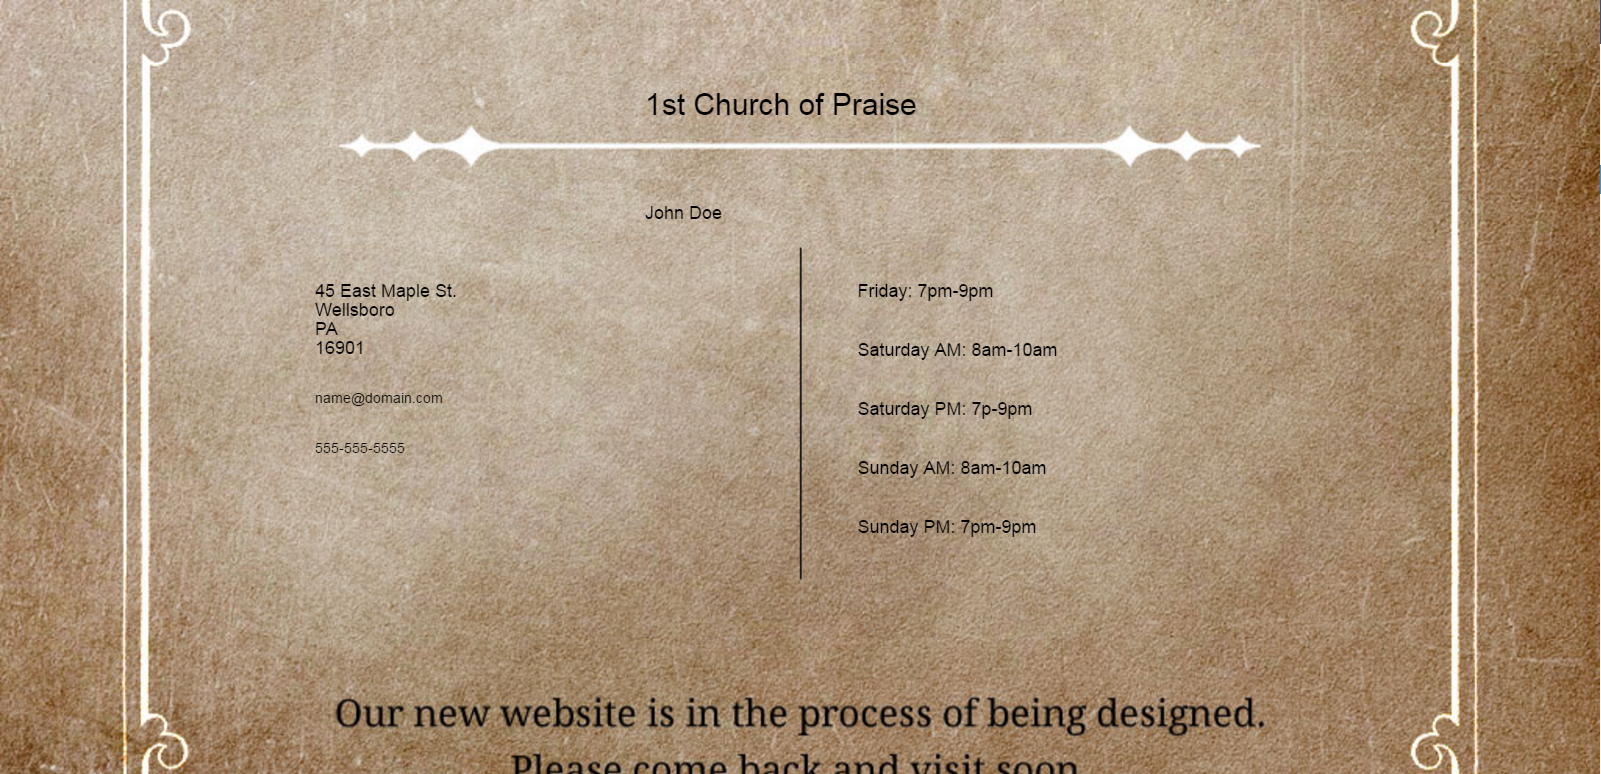 1st Church of Praise
John Doe
45 East Maple St.
Wellsboro
PA
16901
name@domain.com
555-555-5555
Friday: 7pm-9pm
Saturday AM: 8am-10am
Saturday PM: 7p-9pm
Sunday AM: 8am-10am
Sunday PM: 7pm-9pm
Our new website is in the process of being designed.
Please come back and visit soon